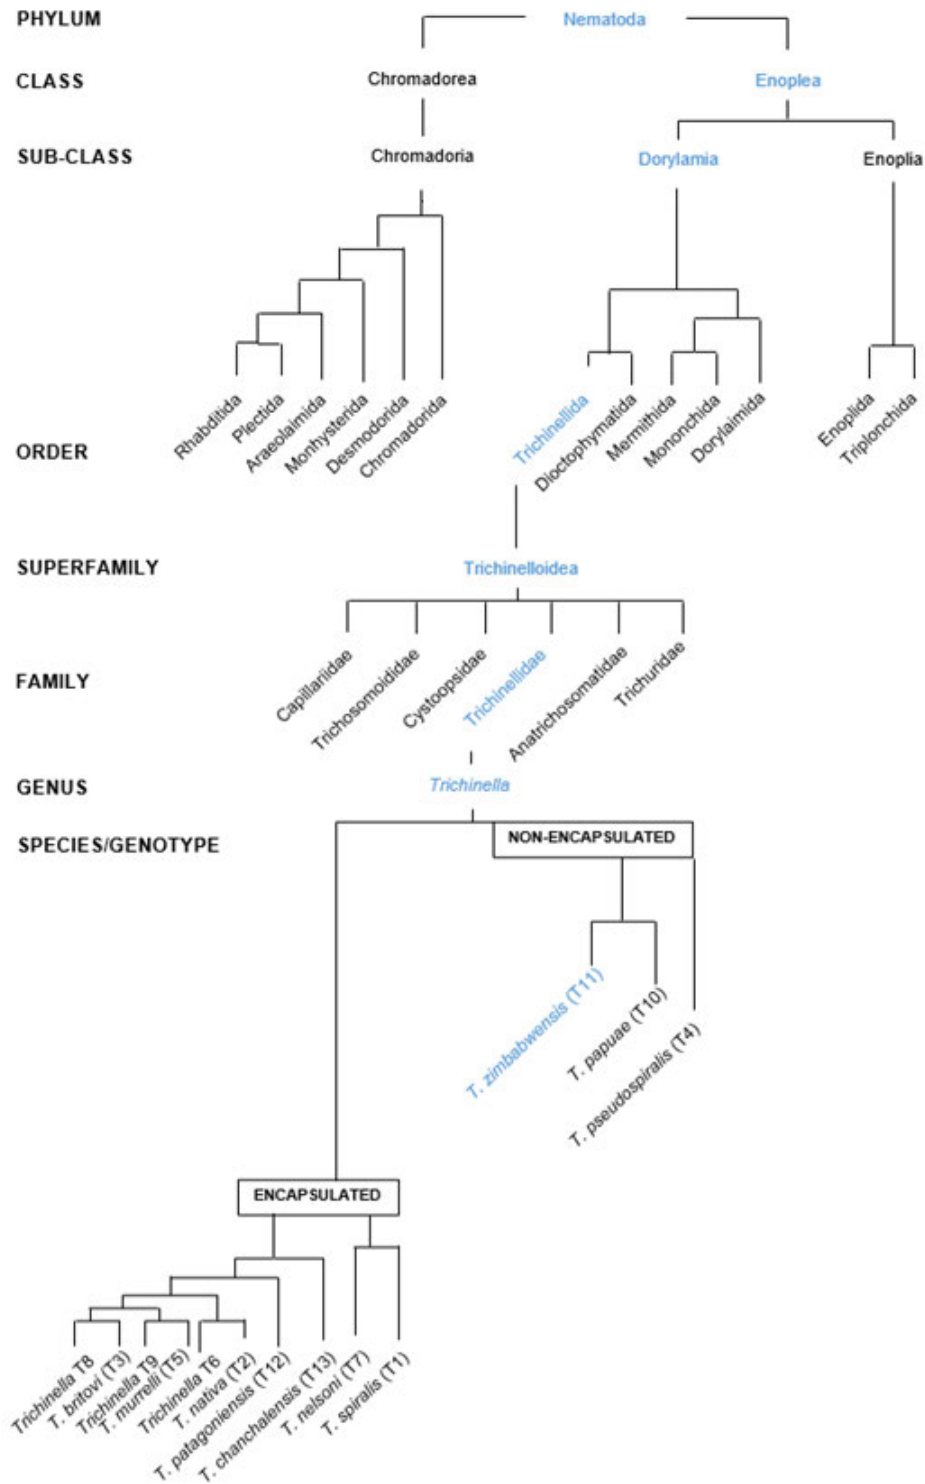 PHYLUM
Nematoda
CLASS
Chromadorea
Enoplea
SUB-CLASS
Chromadoria
Dorylamia
Enoplia
ORDER
Rhabditida
Plectida
Araeolaimida
Monhysterida
Desmodorida
Chromadorida
Trichinellida
Dioctophymatida
Mermithida
Mononchida
Dorylaimida
Enoplida
Triplonchida
SUPERFAMILY
Trichinelloidea
FAMILY
Capillariidae
Trichosomoididae
Cystoopsidae
Trichinellidae
Anatrichosomatidae
Trichuridae
GENUS
Trichinella
SPECIES/GENOTYPE
NON-ENCAPSULATED
T. zimbabwensis (T11)
T. papuae (T10)
T. pseudospiralis (T4)
ENCAPSULATED
Trichinella T8
T. britovi (T3)
Trichinella T9
T. murrelli (T5)
Trichinella T6
T. nativa (T2)
T. patagoniensis (T12)
T. chanchalensis (T13)
T. nelsoni (T7)
T. spiralis (T1)